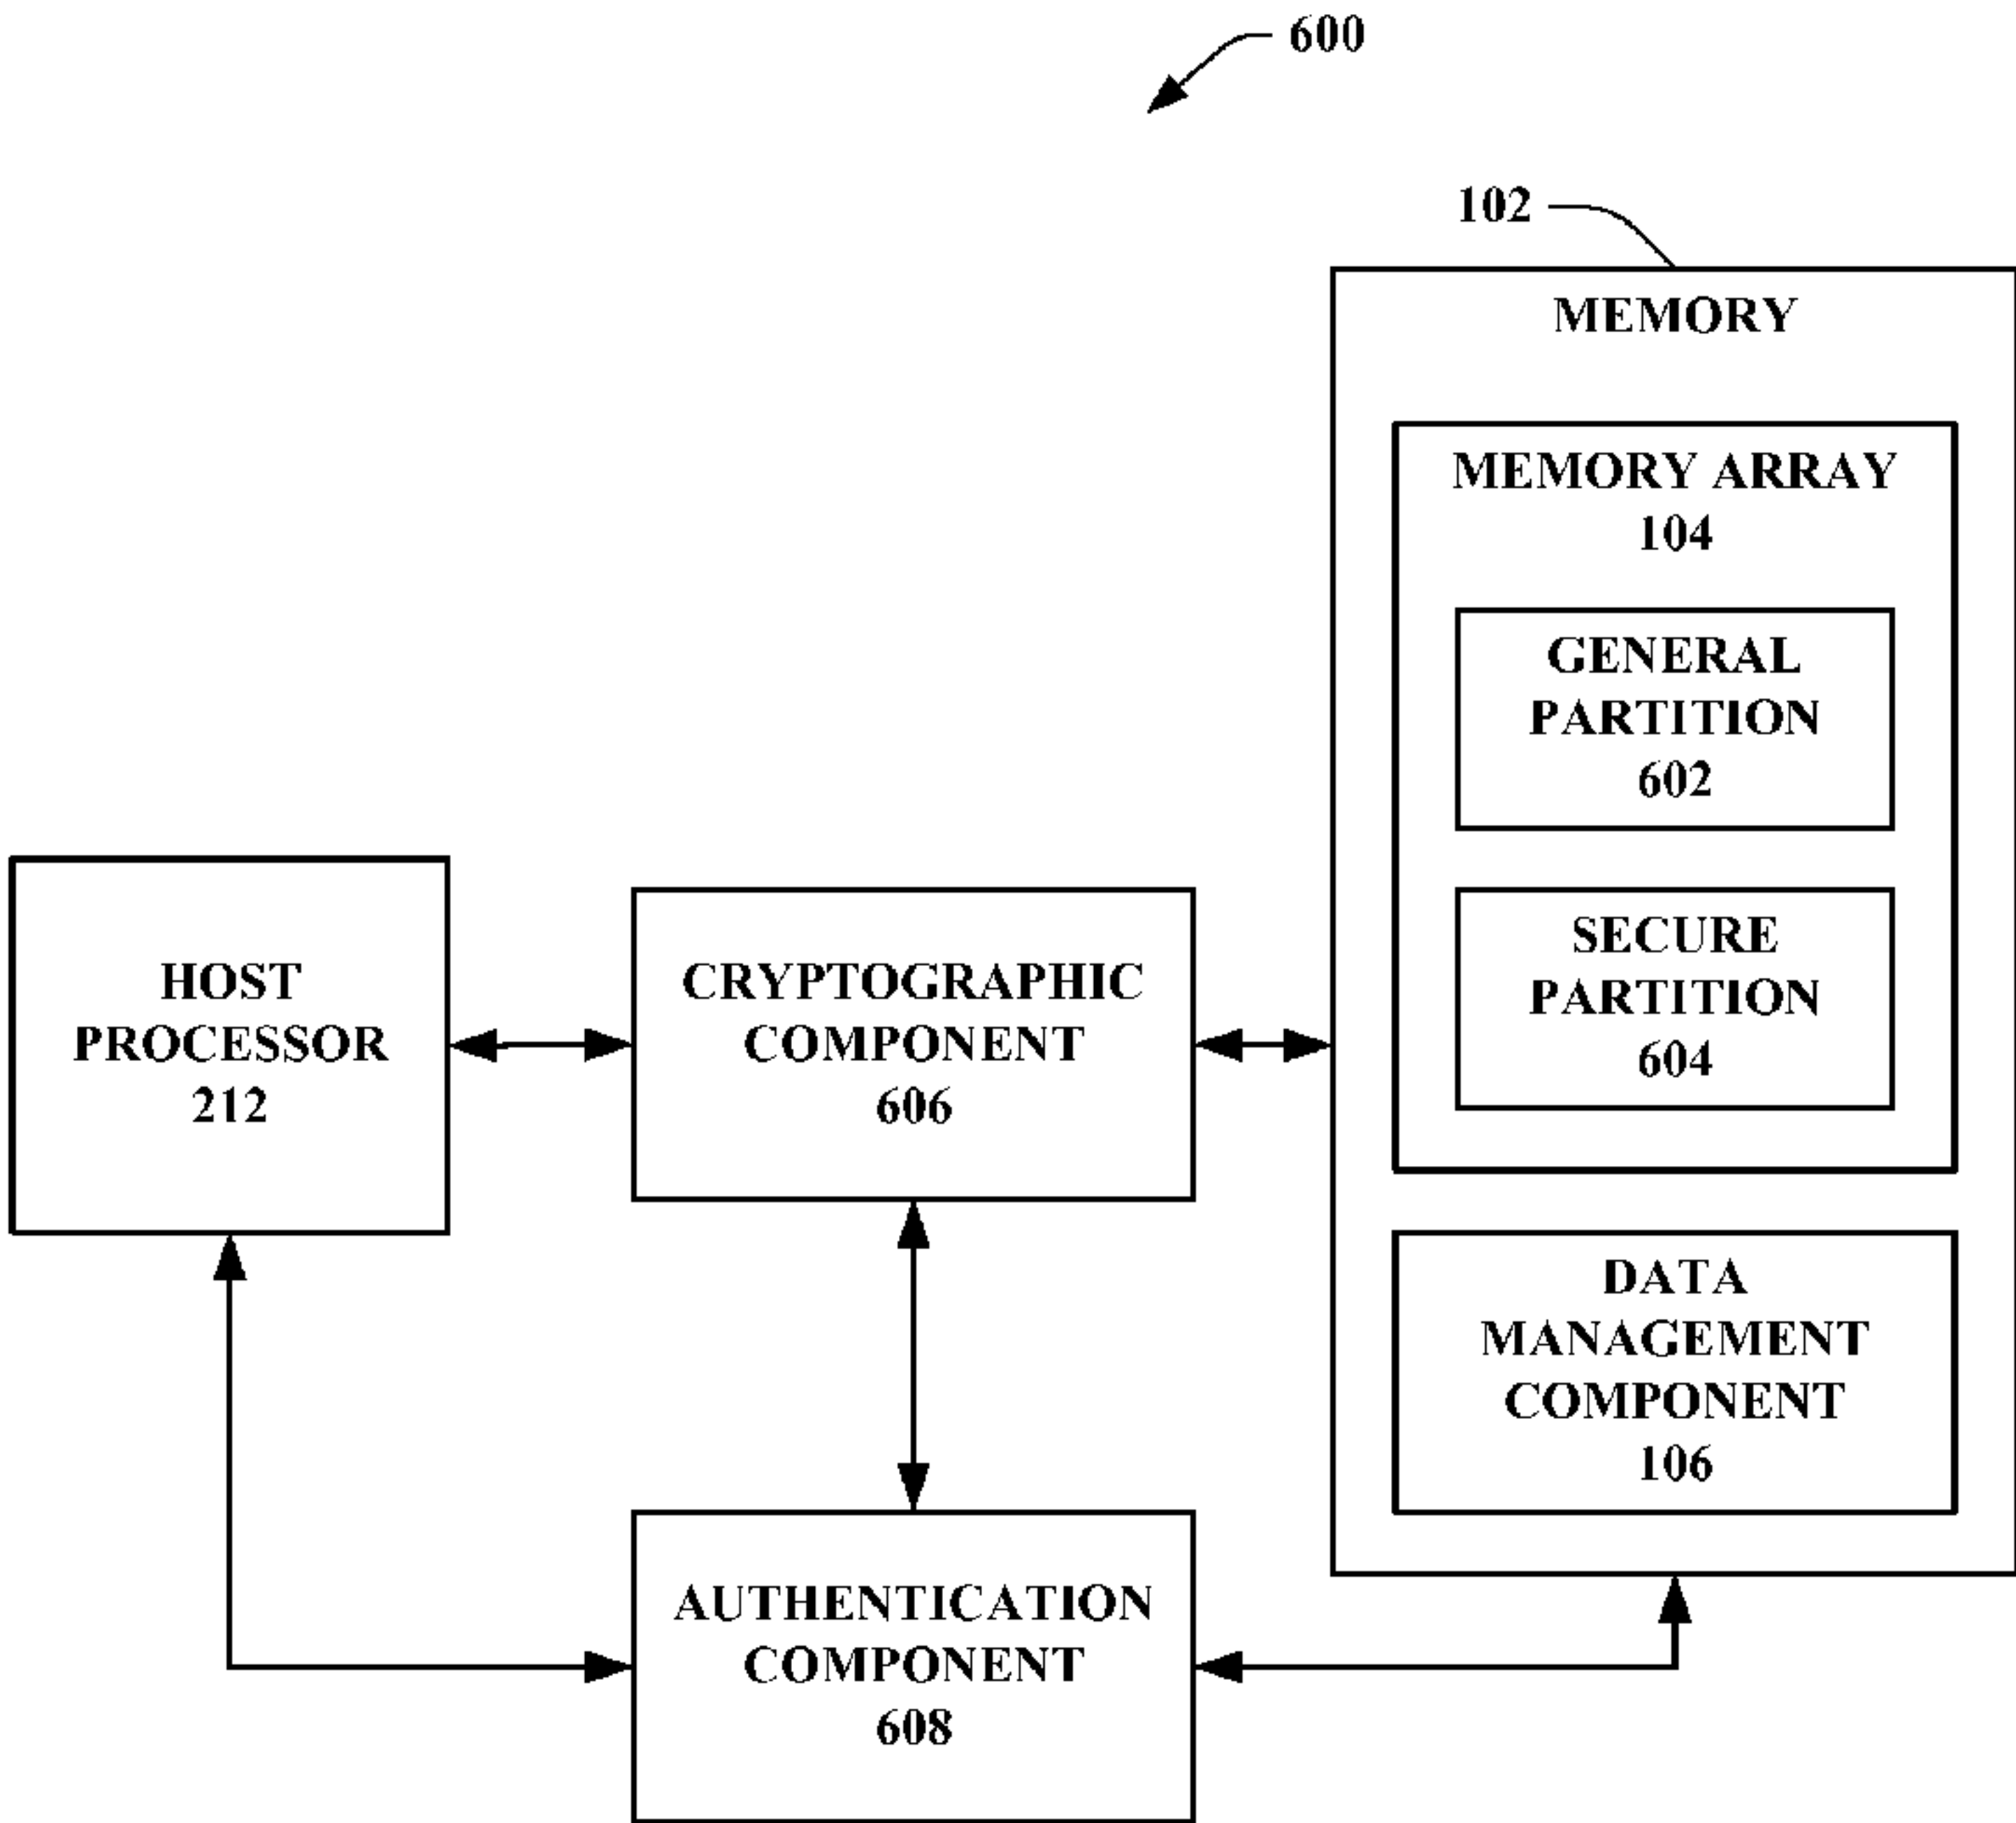 600
102
MEMORY
MEMORY ARRAY
104
GENERAL
PARTITION
602
SECURE
PARTITION
604
DATA
MANAGEMENT
COMPONENT
106
HOST
PROCESSOR
212
CRYPTOGRAPHIC
COMPONENT
606
AUTHENTICATION
COMPONENT
608